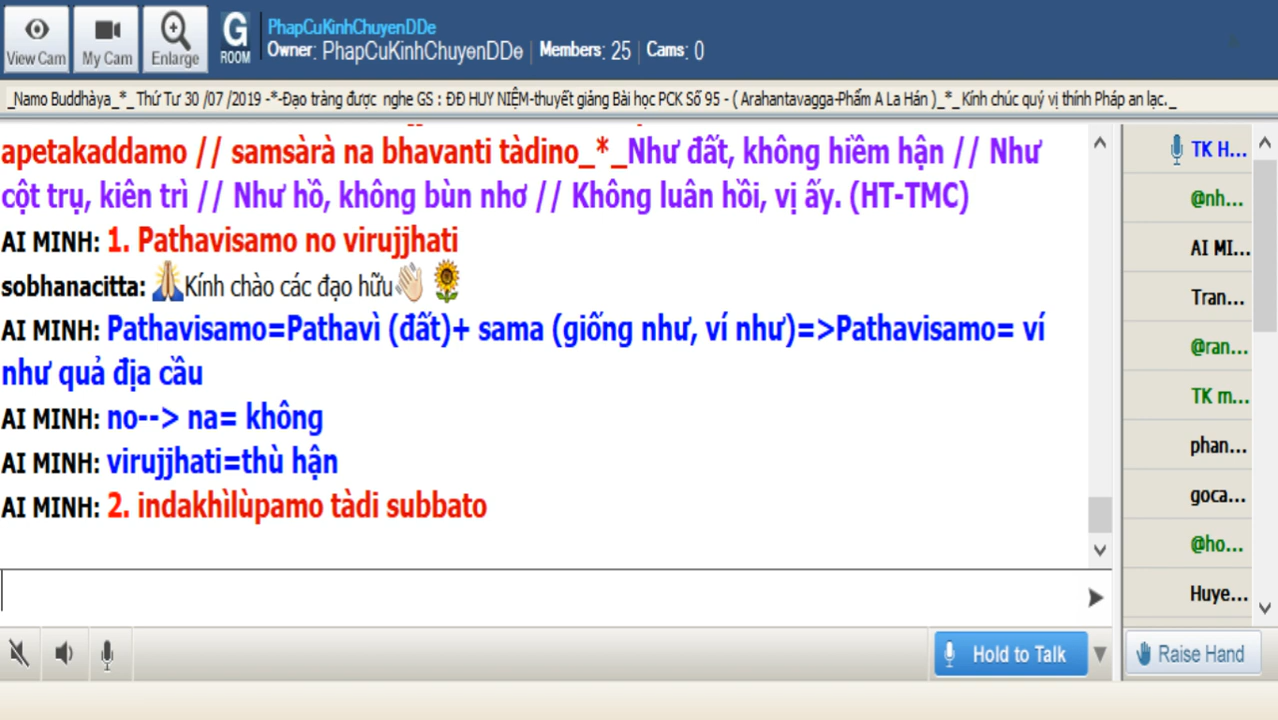 PhapCuKinhChuyenDDe
Owner: PhapCuKinhChuyenDDe | Members: 25 | Cams: 0
View Cam
My Cam
Enlarge
G
ROOM
_Namo Buddhàya_*_ Thứ Tư 30 /07 /2019 -*-Đạo tràng được nghe GS : ĐĐ HUY NIỆM-thuyết giảng Bài học PCK Số 95 - ( Arahantavagga-Phẩm A La Hán )_*_ Kính chúc quý vị thính Pháp an lạc._
apetakaddamo // samsàrà na bhavanti tàdino_*_Như đất, không hiềm hận // Như
cột trụ, kiên trì // Như hồ, không bùn nhơ // Không luân hồi, vị ấy. (HT-TMC)
AI MINH: 1. Pathavisamo no virujjhati
sobhanacitta: 🙏Kính chào các đạo hữu👋 🌻
AI MINH: Pathavisamo=Pathavì (đất)+ sama (giống như, ví như)=>Pathavisamo= ví
như quả địa cầu
AI MINH: no--> na= không
AI MINH: virujjhati=thù hận
AI MINH: 2. indakhìlùpamo tàdi subbato
TK H...
@nh...
AI MI...
Tran...
@ran...
TK m...
phan...
goca...
@ho...
Huye...
Hold to Talk
Raise Hand